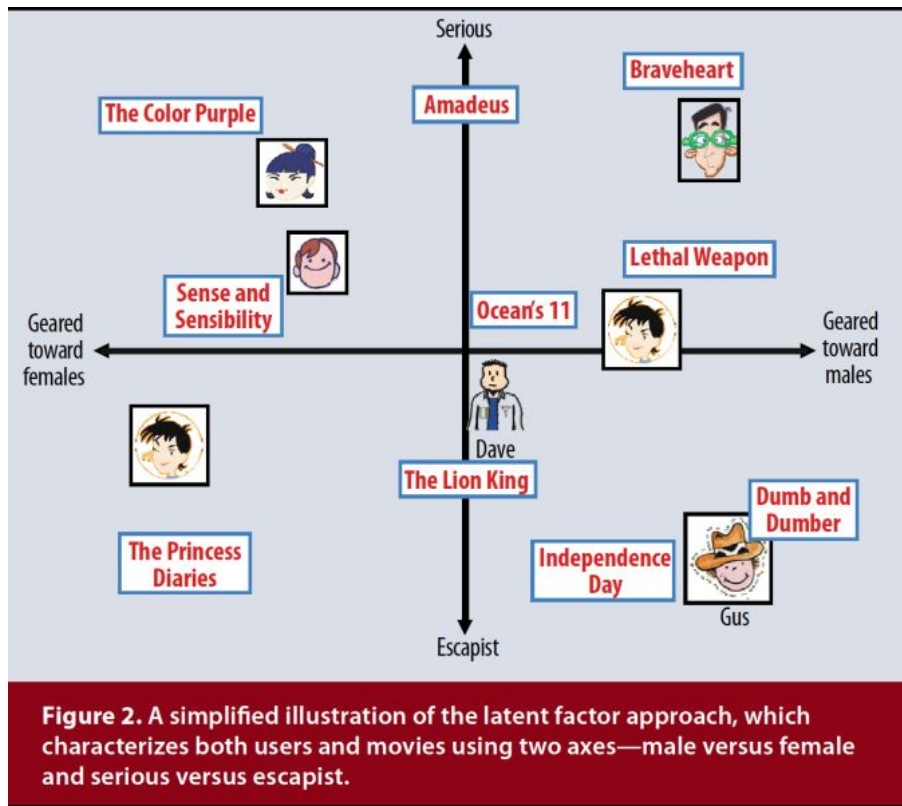 Serious
Braveheart
Amadeus
The Color Purple
Lethal Weapon
Sense and
Sensibility
Ocean's 11
Geared
toward
females
Geared
toward
males
Dave
The Lion King
Dumb and
Dumber
The Princess
Diaries
Independence
Day
Gus
Escapist
Figure 2. A simplified illustration of the latent factor approach, which
characterizes both users and movies using two axes—male versus female
and serious versus escapist.